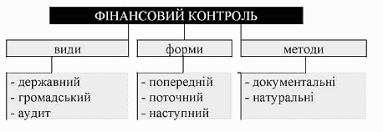 ФІНАНСОВИЙ КОНТРОЛЬ
види
форми
методи
- державний
- громадський
- аудит
- попередній
- поточний
- наступний
- документальні
- натуральні